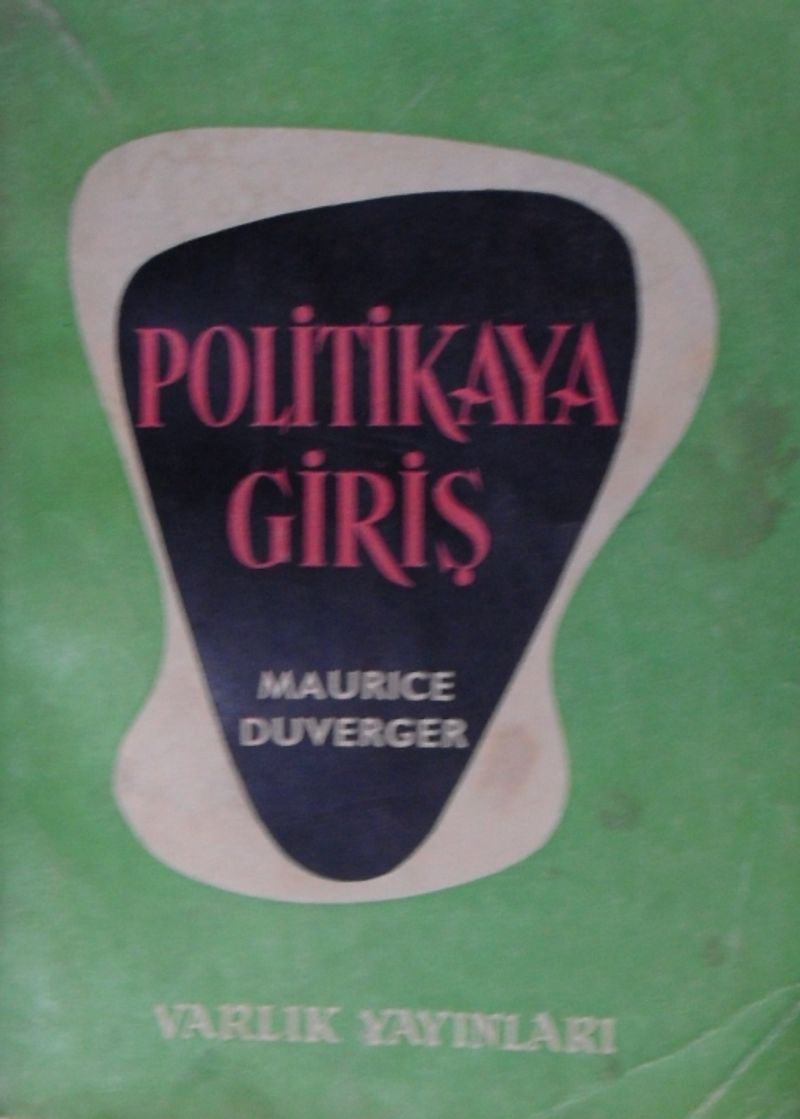 POLİTİKAYA
GİRİŞ
MAURICE
DUVERGER
VARLIK YAYINLARI